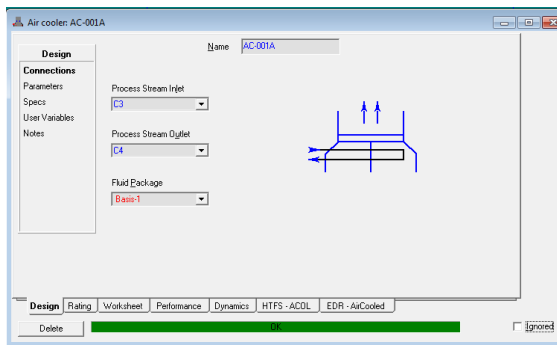 Air cooler: AC-001A
Design
Connections
Parameters
Specs
User Variables
Notes
Name AC-001A
Process Stream Inlet
C3
Process Stream Outlet
C4
Fluid Package
Basis-1
Design Rating Worksheet Performance Dynamics HTFS - ACOL EDR - AirCooled
Delete OK Ignored